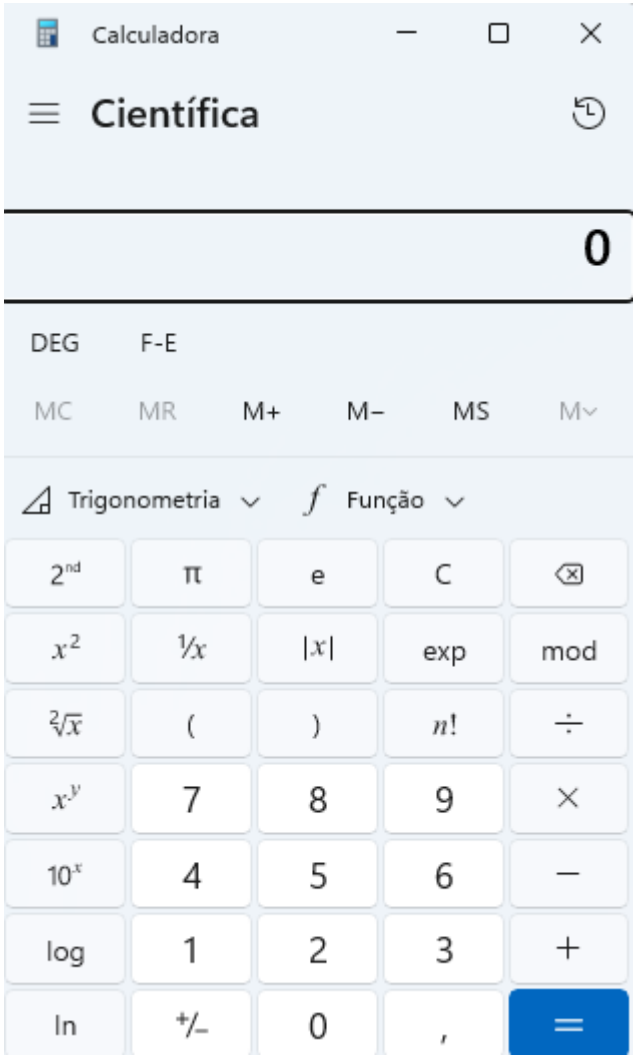 Calculadora
Científica
0
DEG F-E
MC MR M+ M− MS M
Trigonometria f Função
2ⁿᵈ π e C
x² ¹/x |x| exp mod
²√x ( ) n! ÷
xʸ 7 8 9 ×
10ˣ 4 5 6 −
log 1 2 3 +
ln +/− 0 , =